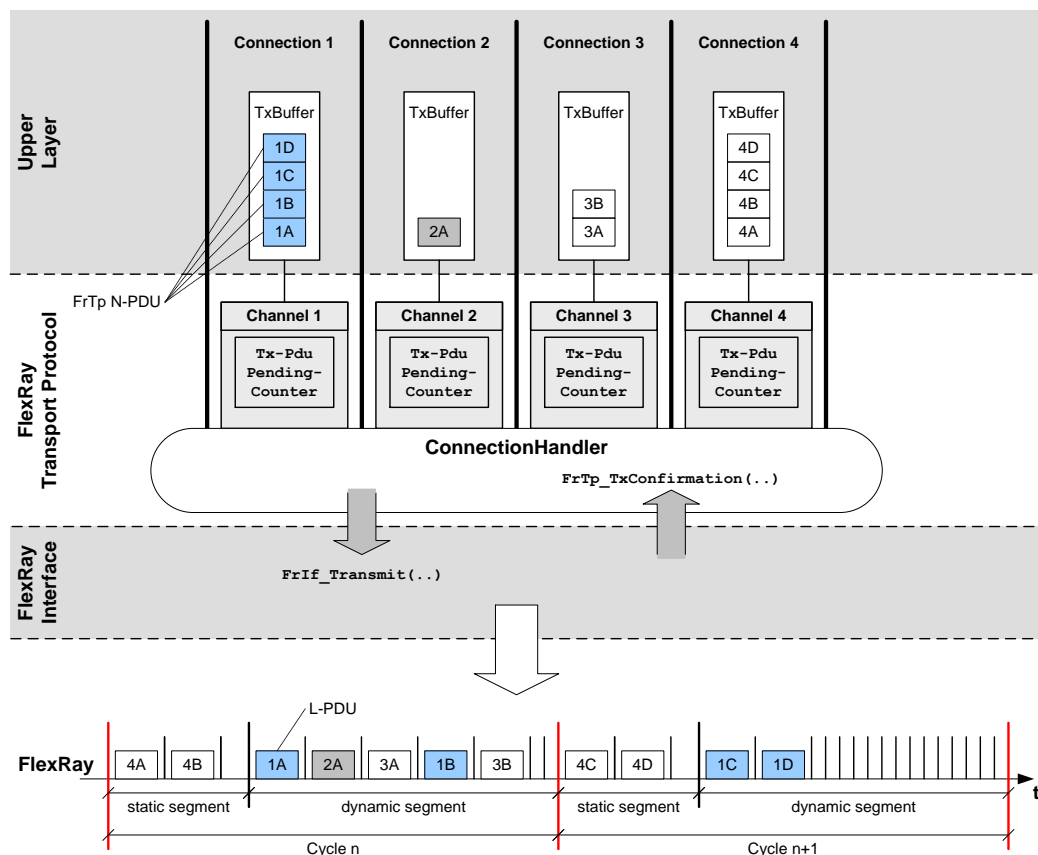 Connection 1
Connection 2
Connection 3
Connection 4
Upper
Layer
TxBuffer
TxBuffer
TxBuffer
TxBuffer
1D
1C
1B
1A
2A
3B
3A
4D
4C
4B
4A
FrTp N-PDU
FlexRay
Transport Protocol
Channel 1
Channel 2
Channel 3
Channel 4
Tx-Pdu
Pending-
Counter
Tx-Pdu
Pending-
Counter
Tx-Pdu
Pending-
Counter
Tx-Pdu
Pending-
Counter
ConnectionHandler
FrTp_TxConfirmation(..)
FlexRay
Interface
FrIf_Transmit(..)
L-PDU
FlexRay
4A
4B
1A
2A
3A
1B
3B
4C
4D
1C
1D
t
static segment
dynamic segment
static segment
dynamic segment
Cycle n
Cycle n+1